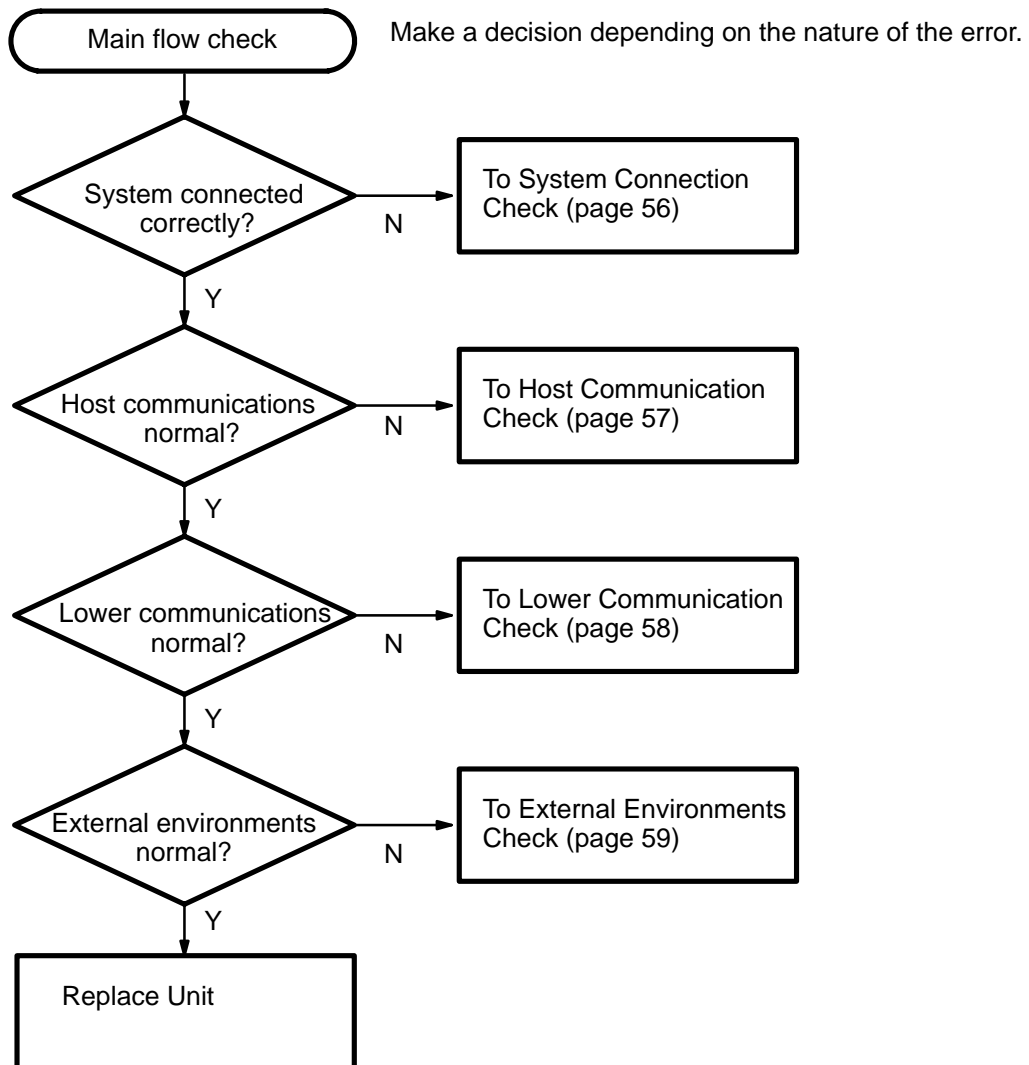 Main flow check
Make a decision depending on the nature of the error.
System connected
correctly?
N
To System Connection
Check (page 56)
Y
Host communications
normal?
N
To Host Communication
Check (page 57)
Y
Lower communications
normal?
N
To Lower Communication
Check (page 58)
Y
External environments
normal?
N
To External Environments
Check (page 59)
Y
Replace Unit